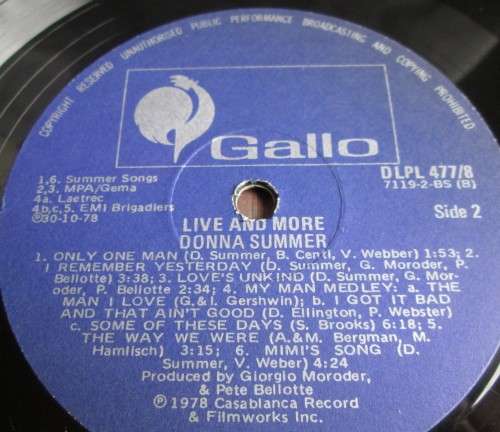 COPYRIGHT RESERVED UNAUTHORISED PUBLIC PERFORMANCE BROADCASTING AND COPYING PROHIBITED
Gallo
1,6. Summer Songs
2,3. MPA/Gema
4a. Laetrec
4b,c,5. EMI Brigadiers
℗30-10-78
DLPL 477/8
7119-2-BS (B)
Side 2
LIVE AND MORE
DONNA SUMMER
1. ONLY ONE MAN (D. Summer, B. Centl, V. Webber) 1:53; 2.
I REMEMBER YESTERDAY (D. Summer, G. Moroder, P.
Bellotte) 3:38; 3. LOVE'S UNKIND (D. Summer, G. Mor-
oder, P. Bellotte 2:34; 4. MY MAN MEDLEY; a. THE
MAN I LOVE (G.& I. Gershwin); b. I GOT IT BAD
AND THAT AIN'T GOOD (D. Ellington, P. Webster)
c. SOME OF THESE DAYS (S. Brooks) 6:18; 5.
THE WAY WE WERE (A.&M. Bergman, M.
Hamlisch) 3:15; 6. MIMI'S SONG (D.
Summer, V. Weber) 4:24
Produced by Giorgio Moroder,
& Pete Bellotte
℗ 1978 Casablanca Record
& Filmworks Inc.